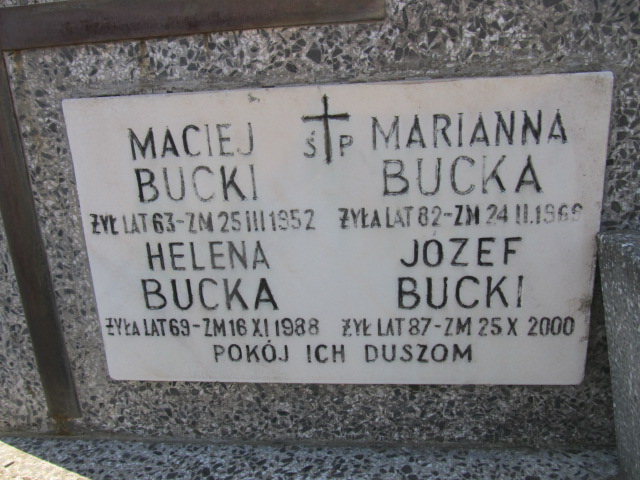 MACIEJ ŚP MARIANNA
BUCKI BUCKA
ŻYŁ LAT 63-ZM 25 III 1952 ŻYŁA LAT 82-ZM 24 II.1969
HELENA JÓZEF
BUCKA BUCKI
ŻYŁA LAT 69-ZM 16 XI 1988 ŻYŁ LAT 87-ZM 25 X 2000
POKÓJ ICH DUSZOM